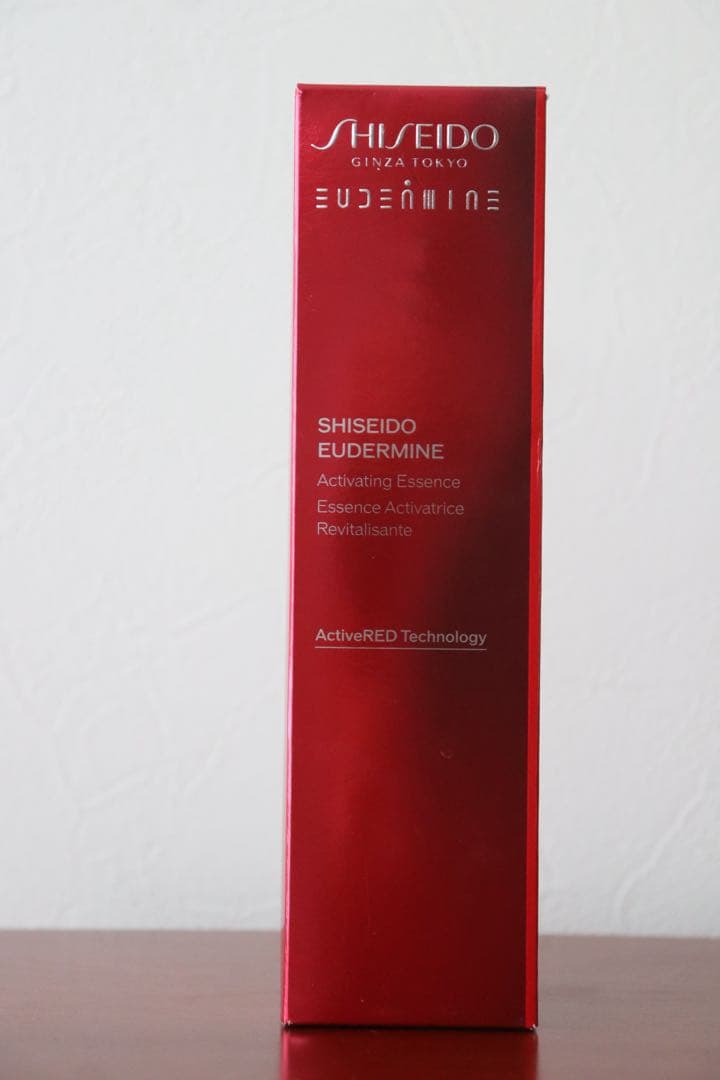 SHISEIDO
GINZA TOKYO
EUDERMINE
SHISEIDO
EUDERMINE
Activating Essence
Essence Activatrice
Revitalisante
ActiveRED Technology